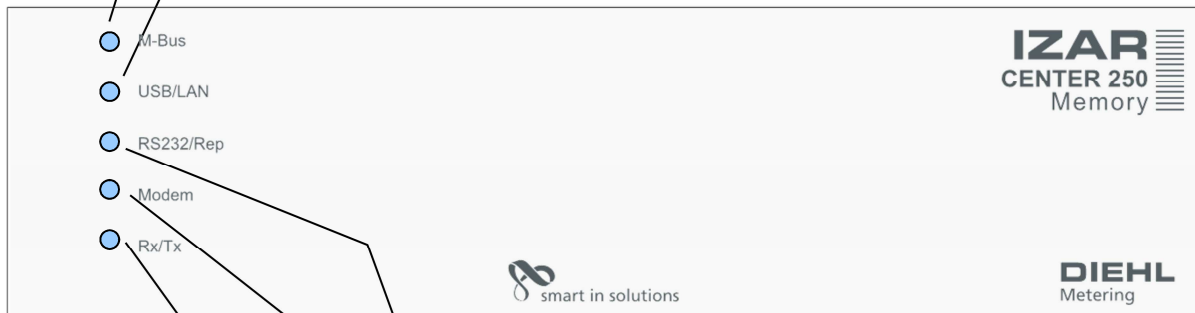 M-Bus
USB/LAN
RS232/Rep
Modem
Rx/Tx
IZAR
CENTER 250
Memory
smart in solutions
DIEHL
Metering